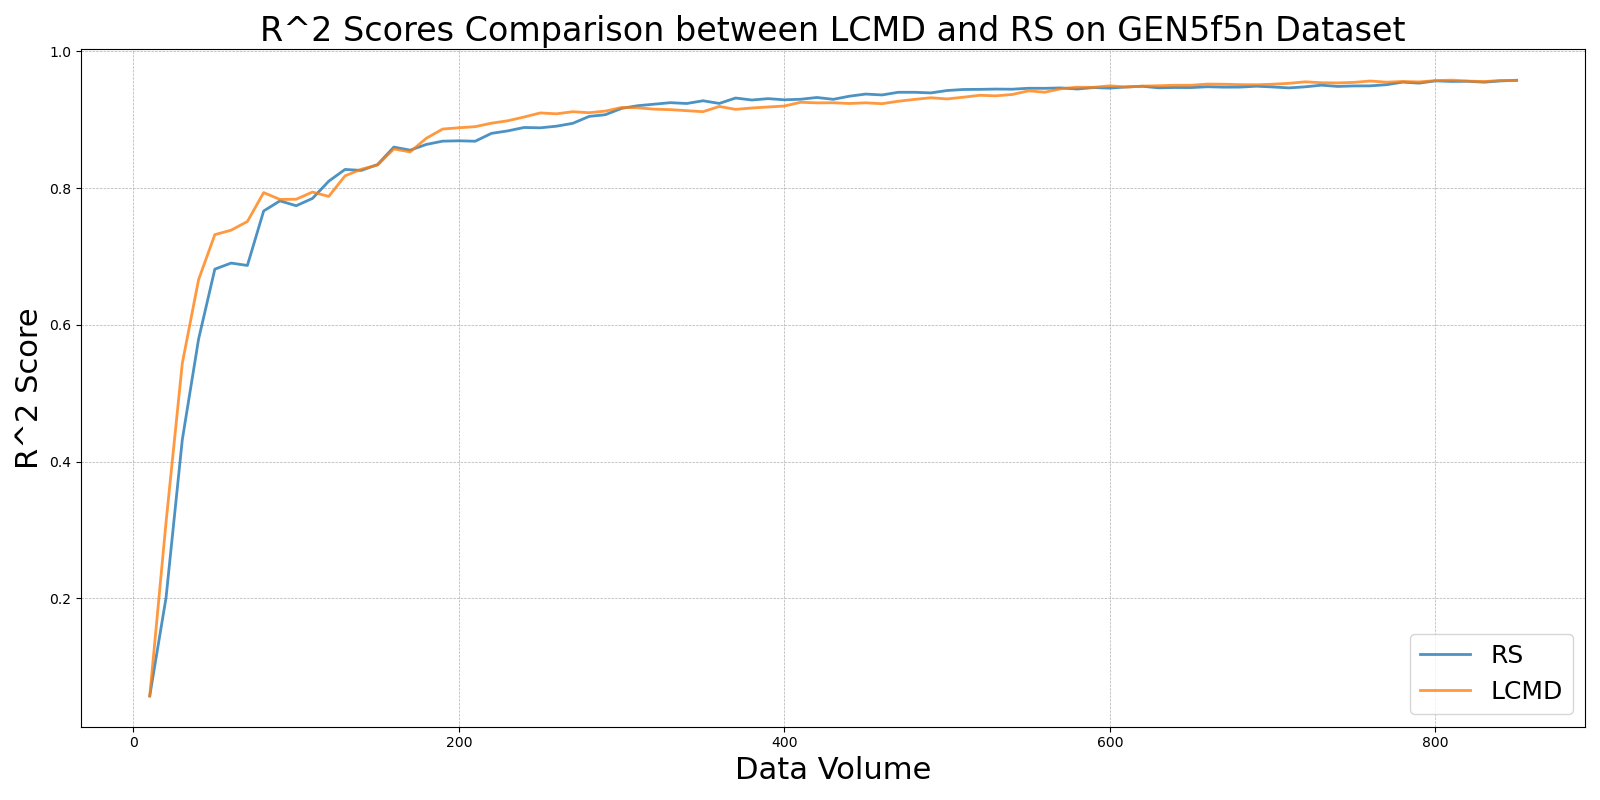 R^2 Scores Comparison between LCMD and RS on GEN5f5n Dataset
1.0
0.8
0.6
0.4
0.2
R^2 Score
0 200 400 600 800
Data Volume
RS
LCMD